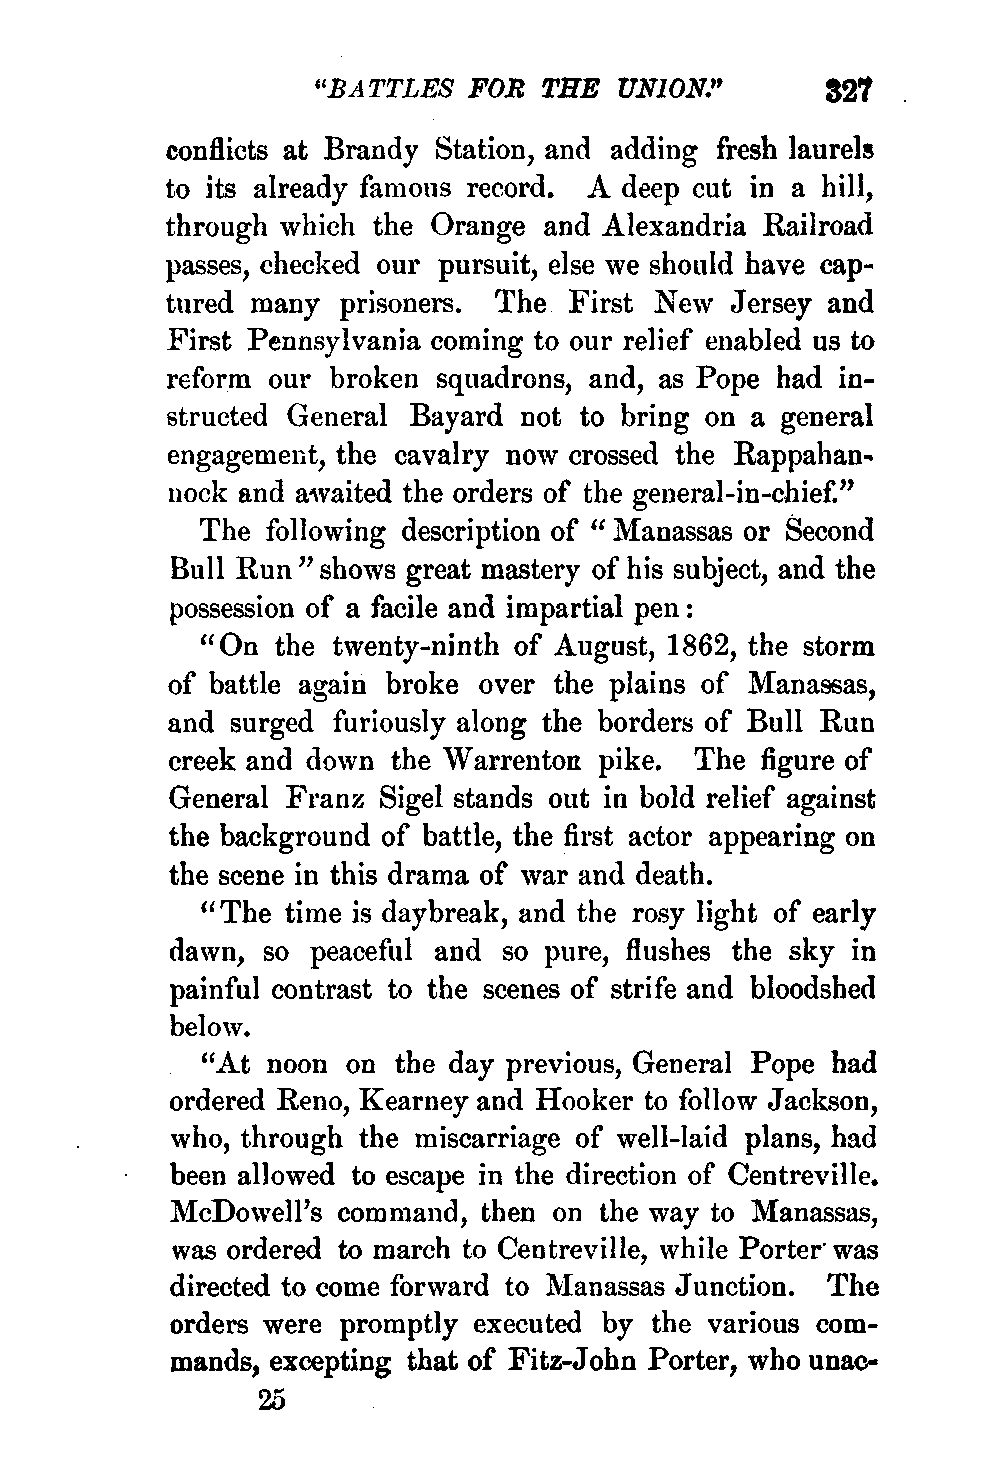 "BATTLES FOR THE UNION." 327
conflicts at Brandy Station, and adding fresh laurels
to its already famous record. A deep cut in a hill,
through which the Orange and Alexandria Railroad
passes, checked our pursuit, else we should have cap-
tured many prisoners. The First New Jersey and
First Pennsylvania coming to our relief enabled us to
reform our broken squadrons, and, as Pope had in-
structed General Bayard not to bring on a general
engagement, the cavalry now crossed the Rappahan-
nock and awaited the orders of the general-in-chief."
The following description of "Manassas or Second
Bull Run" shows great mastery of his subject, and the
possession of a facile and impartial pen:
"On the twenty-ninth of August, 1862, the storm
of battle again broke over the plains of Manassas,
and surged furiously along the borders of Bull Run
creek and down the Warrenton pike. The figure of
General Franz Sigel stands out in bold relief against
the background of battle, the first actor appearing on
the scene in this drama of war and death.
"The time is daybreak, and the rosy light of early
dawn, so peaceful and so pure, flushes the sky in
painful contrast to the scenes of strife and bloodshed
below.
"At noon on the day previous, General Pope had
ordered Reno, Kearney and Hooker to follow Jackson,
who, through the miscarriage of well-laid plans, had
been allowed to escape in the direction of Centreville.
McDowell's command, then on the way to Manassas,
was ordered to march to Centreville, while Porter was
directed to come forward to Manassas Junction. The
orders were promptly executed by the various com-
mands, excepting that of Fitz-John Porter, who unac-
25